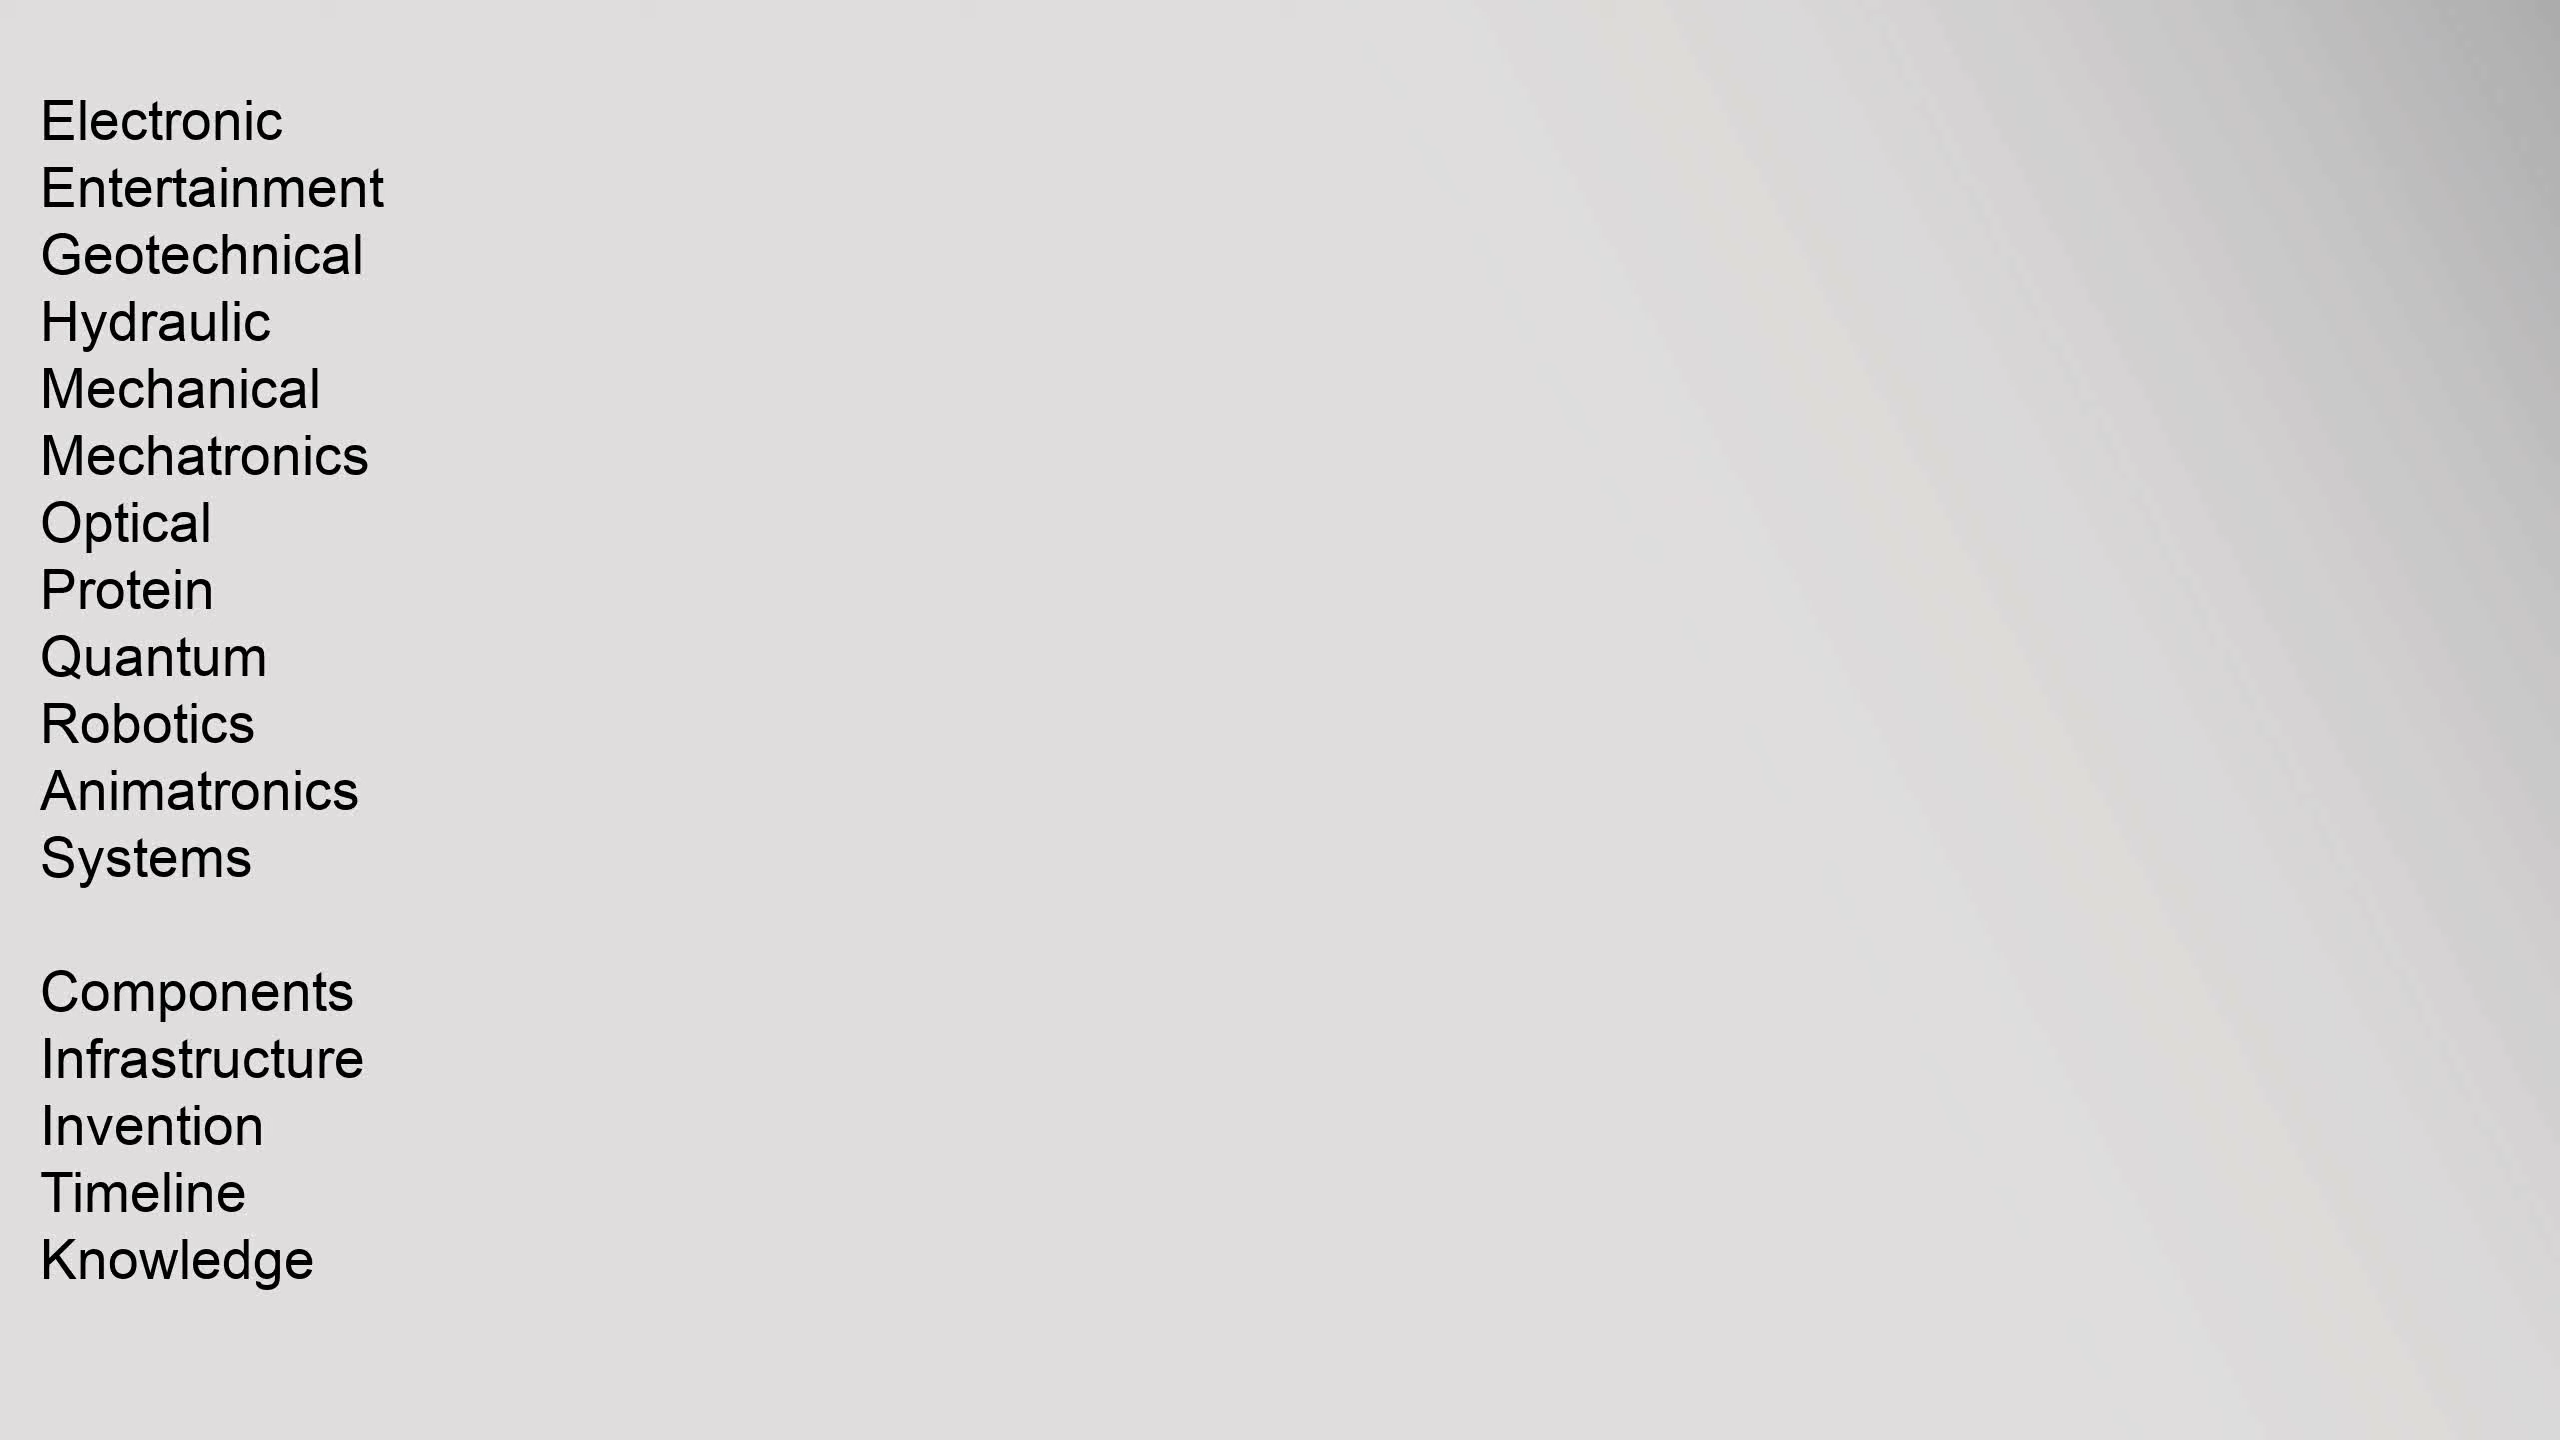 Electronic
Entertainment
Geotechnical
Hydraulic
Mechanical
Mechatronics
Optical
Protein
Quantum
Robotics
Animatronics
Systems
Components
Infrastructure
Invention
Timeline
Knowledge